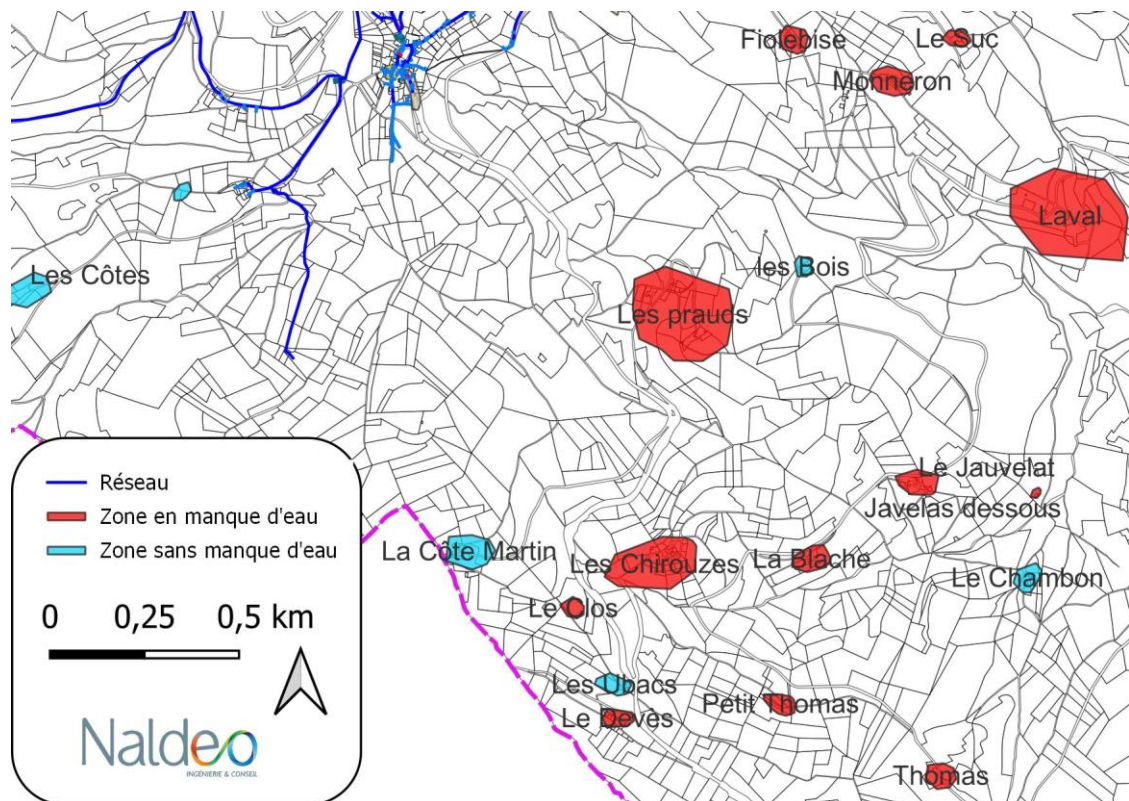 Fiolebise
Le Suc
Monneron
Laval
Les Côtes
les Bois
Les prauds
Le Jauvelat
Javelas dessous
La Côte Martin
Les Chirouzes
La Blache
Le Chambon
Le Clos
Les Ubacs
Petit Thomas
Le Devès
Thomas
Réseau
Zone en manque d'eau
Zone sans manque d'eau
0 0,25 0,5 km
Naldeo
INGÉNIERIE & CONSEIL